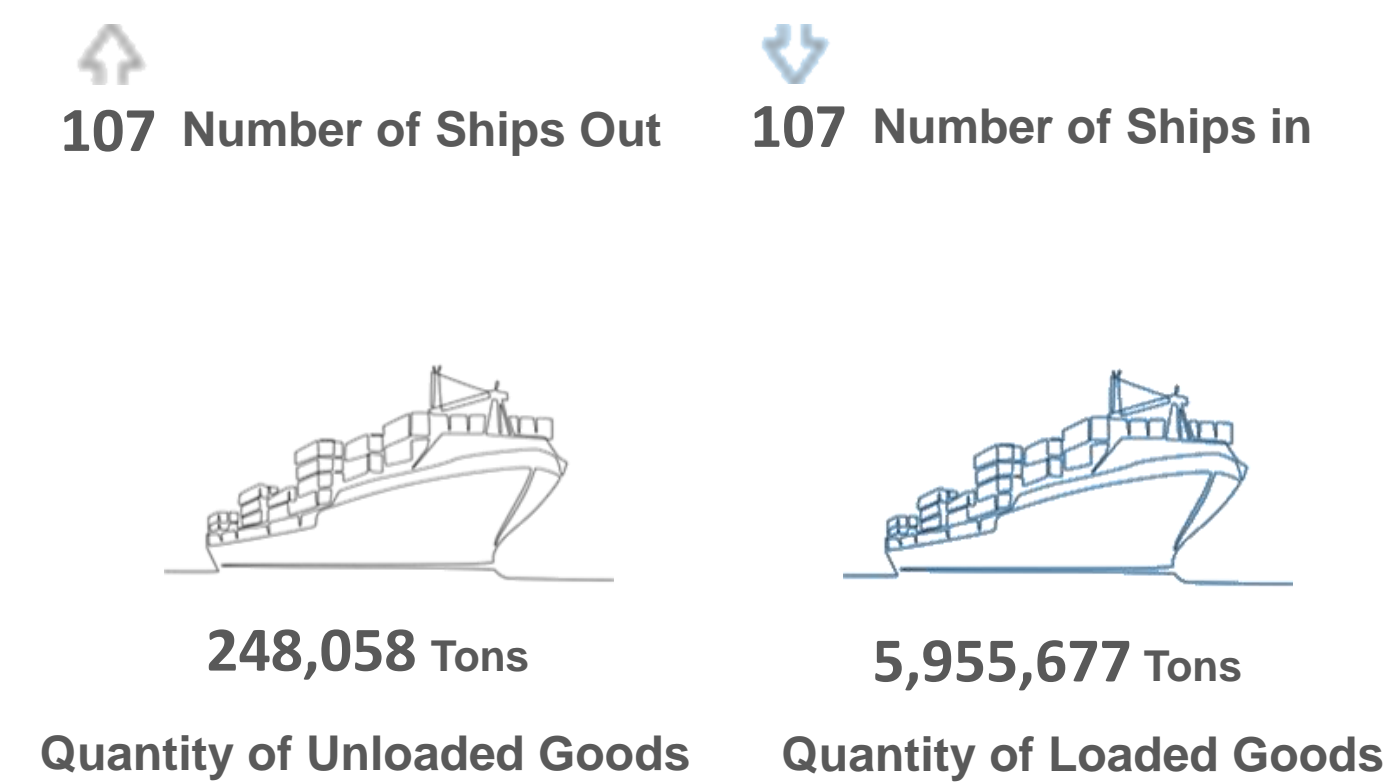 107 Number of Ships Out
107 Number of Ships in
248,058 Tons
5,955,677 Tons
Quantity of Unloaded Goods
Quantity of Loaded Goods